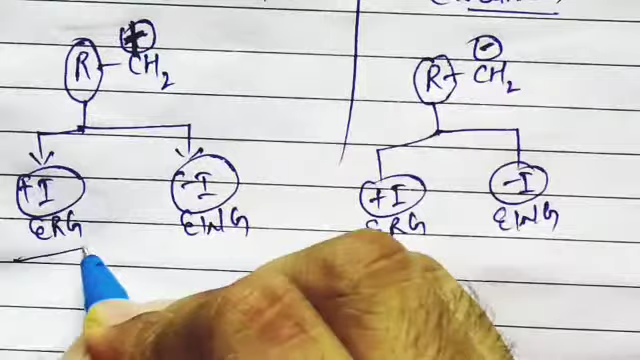 R - CH2 +
R - CH2 -
+I -I
+I -I
ERG EWG
ERG EWG